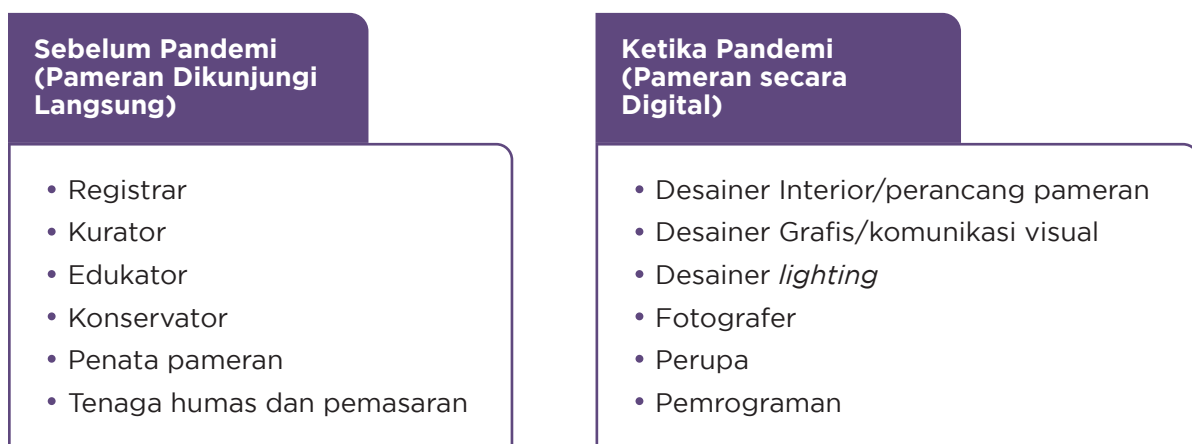 Sebelum Pandemi
(Pameran Dikunjungi
Langsung)
• Registrar
• Kurator
• Edukator
• Konservator
• Penata pameran
• Tenaga humas dan pemasaran
Ketika Pandemi
(Pameran secara
Digital)
• Desainer Interior/perancang pameran
• Desainer Grafis/komunikasi visual
• Desainer lighting
• Fotografer
• Perupa
• Pemrograman